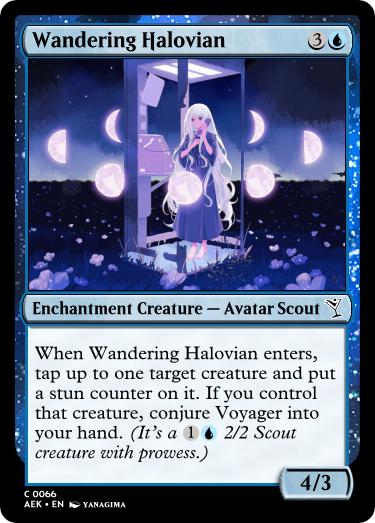 Wandering Halovian 3
Enchantment Creature — Avatar Scout
When Wandering Halovian enters,
tap up to one target creature and put
a stun counter on it. If you control
that creature, conjure Voyager into
your hand. (It's a 1 2/2 Scout
creature with prowess.)
4/3
C 0066
AEK • EN YANAGIMA